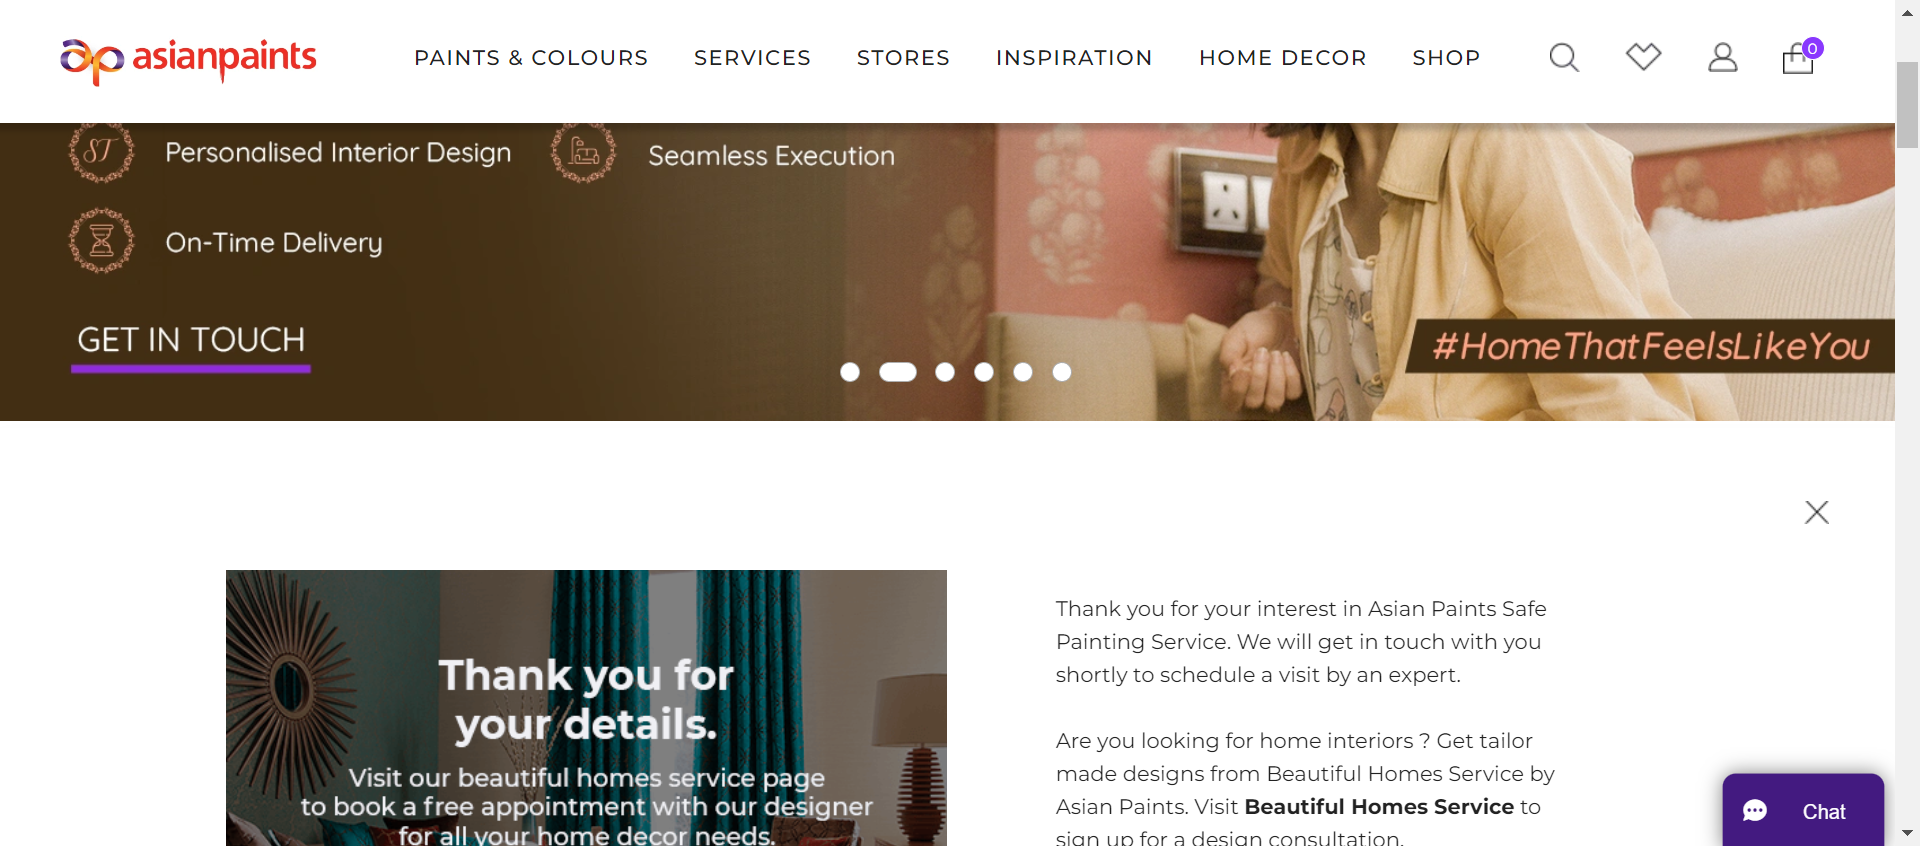 asianpaints
PAINTS & COLOURS SERVICES STORES INSPIRATION HOME DECOR SHOP
0
ST Personalised Interior Design Seamless Execution
On-Time Delivery
GET IN TOUCH
#HomeThatFeelsLikeYou
Thank you for
your details.
Visit our beautiful homes service page
to book a free appointment with our designer
for all your home decor needs.
Thank you for your interest in Asian Paints Safe
Painting Service. We will get in touch with you
shortly to schedule a visit by an expert.
Are you looking for home interiors ? Get tailor
made designs from Beautiful Homes Service by
Asian Paints. Visit Beautiful Homes Service to
sign up for a design consultation.
Chat